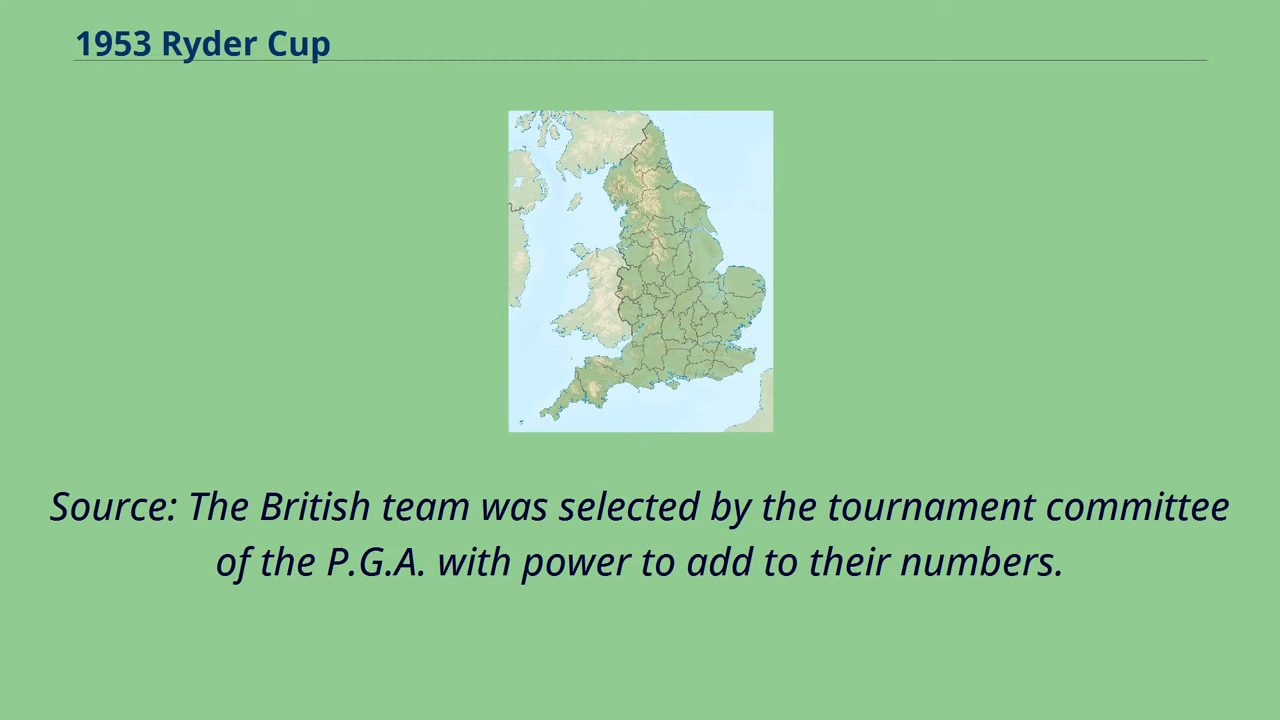 1953 Ryder Cup
Source: The British team was selected by the tournament committee
of the P.G.A. with power to add to their numbers.